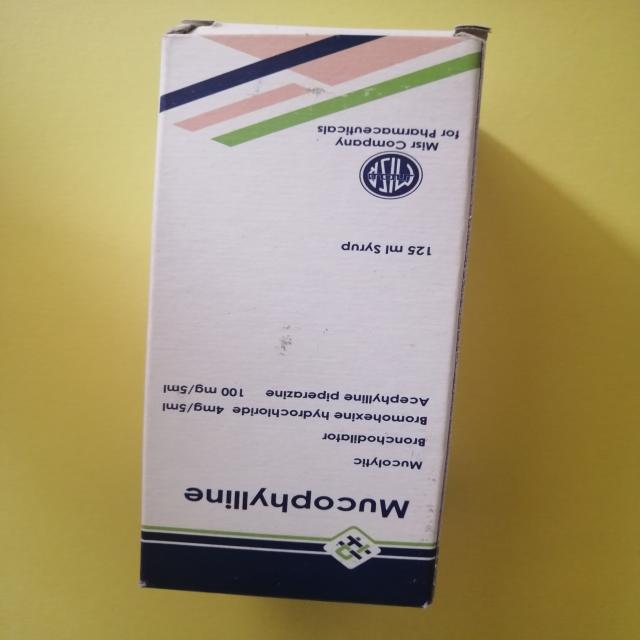 Mucophylline
Mucolytic
Bronchodilator
Bromohexine hydrochloride 4mg/5ml
Acephylline piperazine 100 mg/5ml
125 ml Syrup
MISR
Misr Company
for Pharmaceuticals